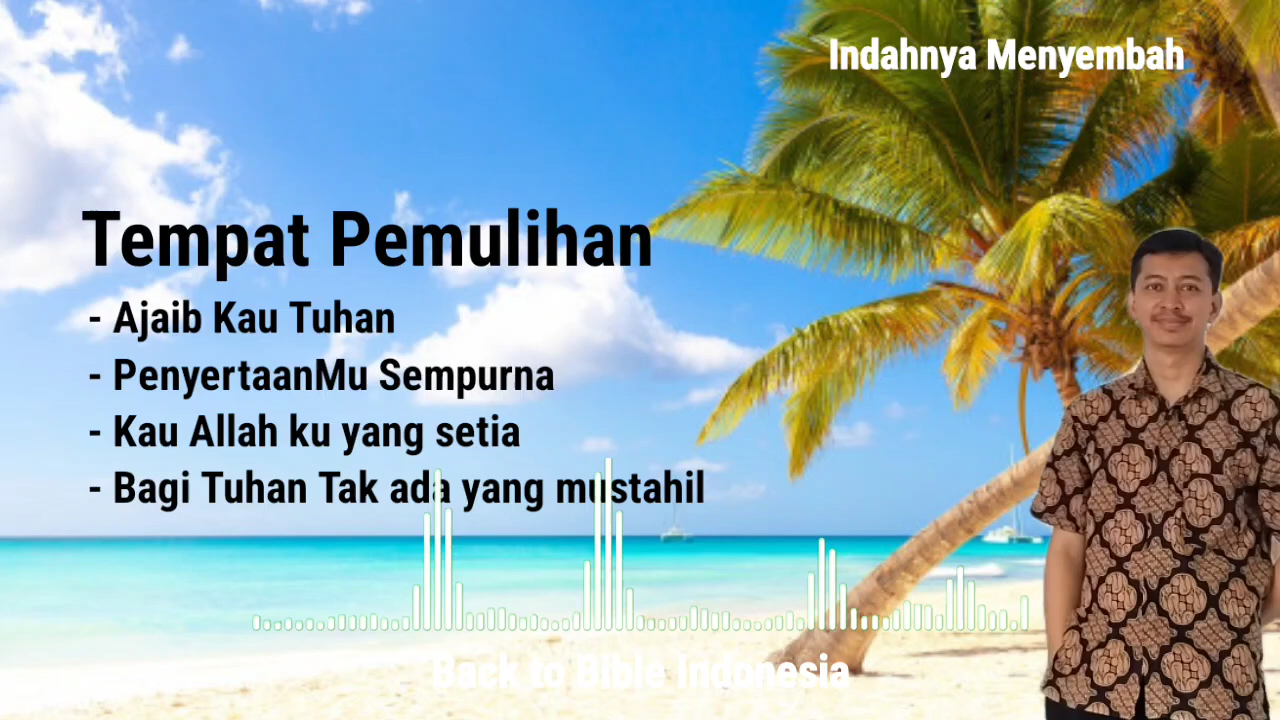 Indahnya Menyembah
Tempat Pemulihan
- Ajaib Kau Tuhan
- PenyertaanMu Sempurna
- Kau Allah ku yang setia
- Bagi Tuhan Tak ada yang mustahil
Back to Bible Indonesia